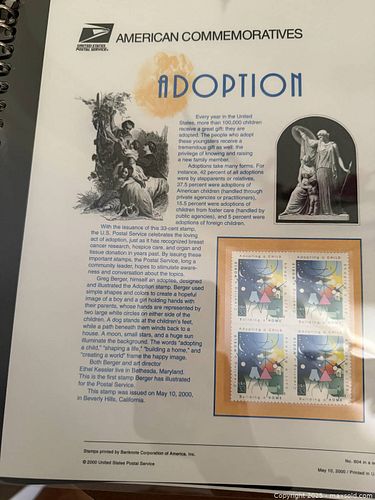 UNITED STATES
POSTAL SERVICE®
AMERICAN COMMEMORATIVES
ADOPTION
Every year in the United
States, more than 100,000 children
receive a great gift: they are
adopted. The people who adopt
these youngsters receive a
tremendous gift as well: the
privilege of knowing and raising
a new family member.
Adoptions take many forms. For
instance, 42 percent of all adoptions
were by stepparents or relatives,
37.5 percent were adoptions of
American children (handled through
private agencies or practitioners),
15.5 percent were adoptions of
children from foster care (handled by
public agencies), and 5 percent were
adoptions of foreign children.
With the issuance of this 33-cent stamp,
the U.S. Postal Service celebrates the loving
act of adoption, just as it has recognized breast
cancer research, hospice care, and organ and
tissue donation in years past. By issuing these
important stamps, the Postal Service, long a
community leader, hopes to stimulate aware-
ness and conversation about the topics.
Greg Berger, himself an adoptee, designed
and illustrated the Adoption stamp. Berger used
simple shapes and colors to create a hopeful
image of a boy and a girl holding hands with
their parents, whose hands are represented by
two large white circles on either side of the
children. A dog stands at the children's feet,
while a path behind them winds back to a
house. A moon, small stars, and a huge sun
illuminate the background. The words "adopting
a child," "shaping a life," "building a home," and
"creating a world" frame the happy image.
Both Berger and art director
Ethel Kessler live in Bethesda, Maryland.
This is the first stamp Berger has illustrated
for the Postal Service.
This stamp was issued on May 10, 2000,
in Beverly Hills, California.
Adopting a CHILD
Adopting a CHILD
Building a HOME
Building a HOME
Stamps printed by Banknote Corporation of America, Inc.
© 2000 United States Postal Service
No. 604 in a
May 10, 2000 / Printed in U
Copyright 2025 - maxsold.com